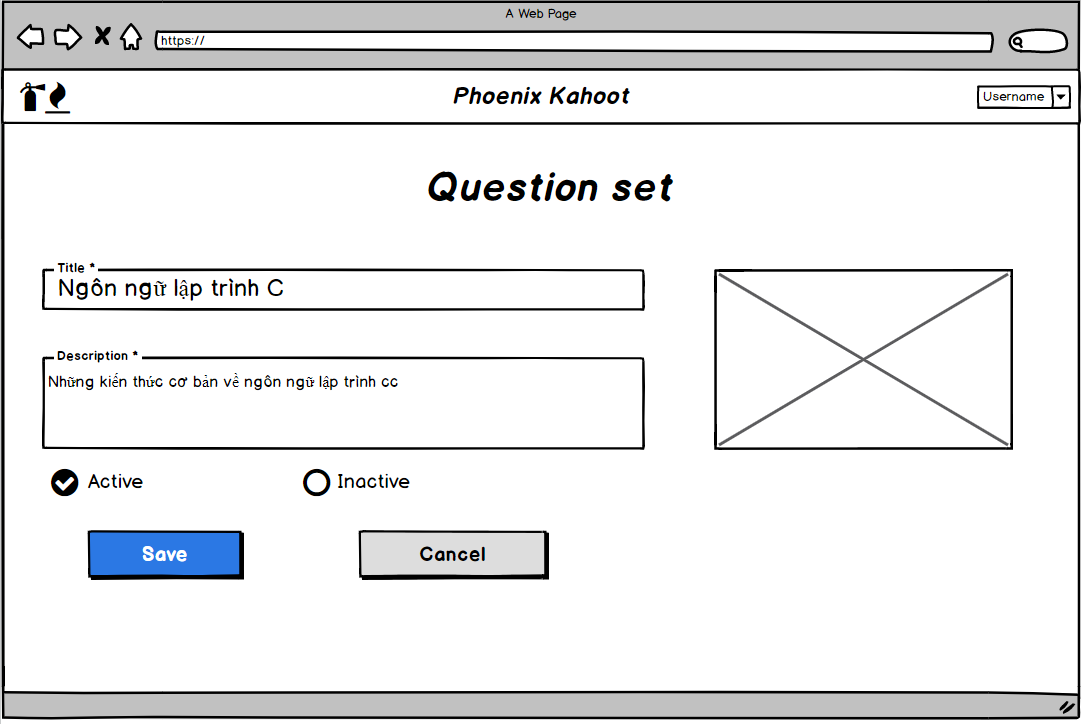 A Web Page
https://
Phoenix Kahoot
Username
Question set
Title *
Ngôn ngữ lập trình C
Description *
Những kiến thức cơ bản về ngôn ngữ lập trình cc
Active
Inactive
Save
Cancel